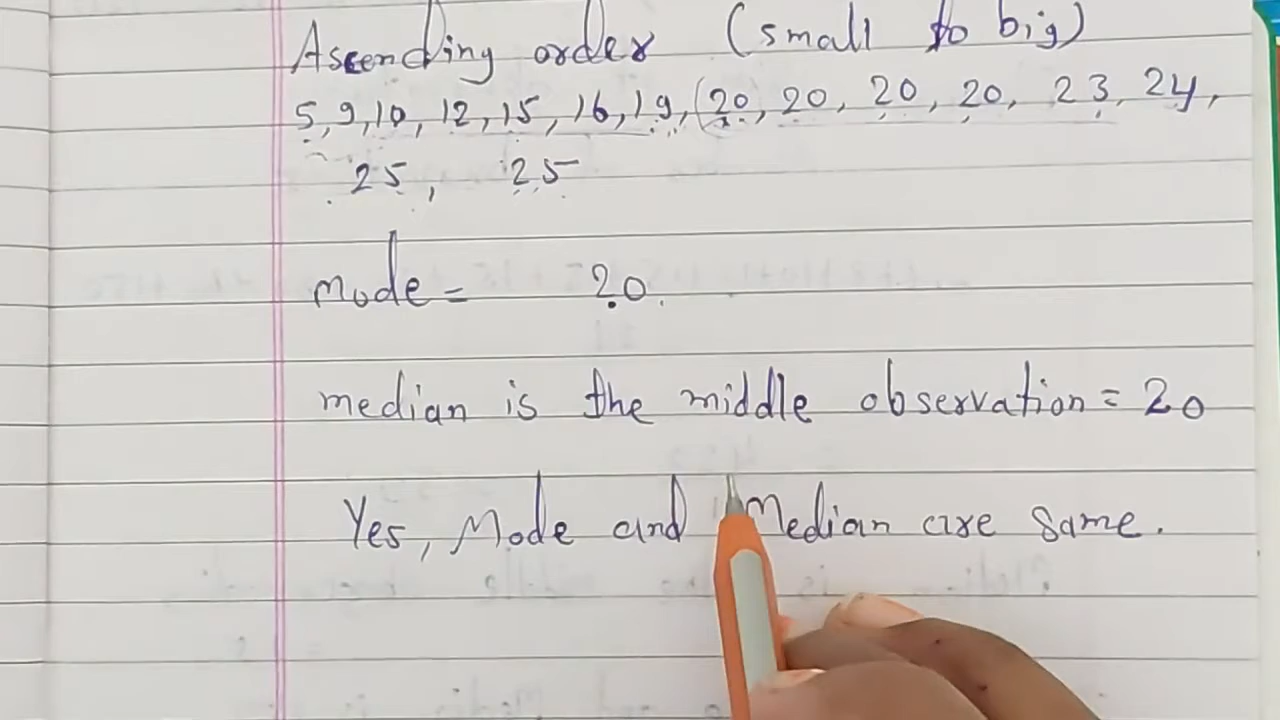 Ascending order (small to big)
5, 9, 10, 12, 15, 16, 19, (20), 20, 20, 20, 23, 24,
25, 25
mode = 20.
median is the middle observation = 20
Yes, Mode and Median are same.